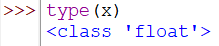 >>> type(x)
<class 'float'>